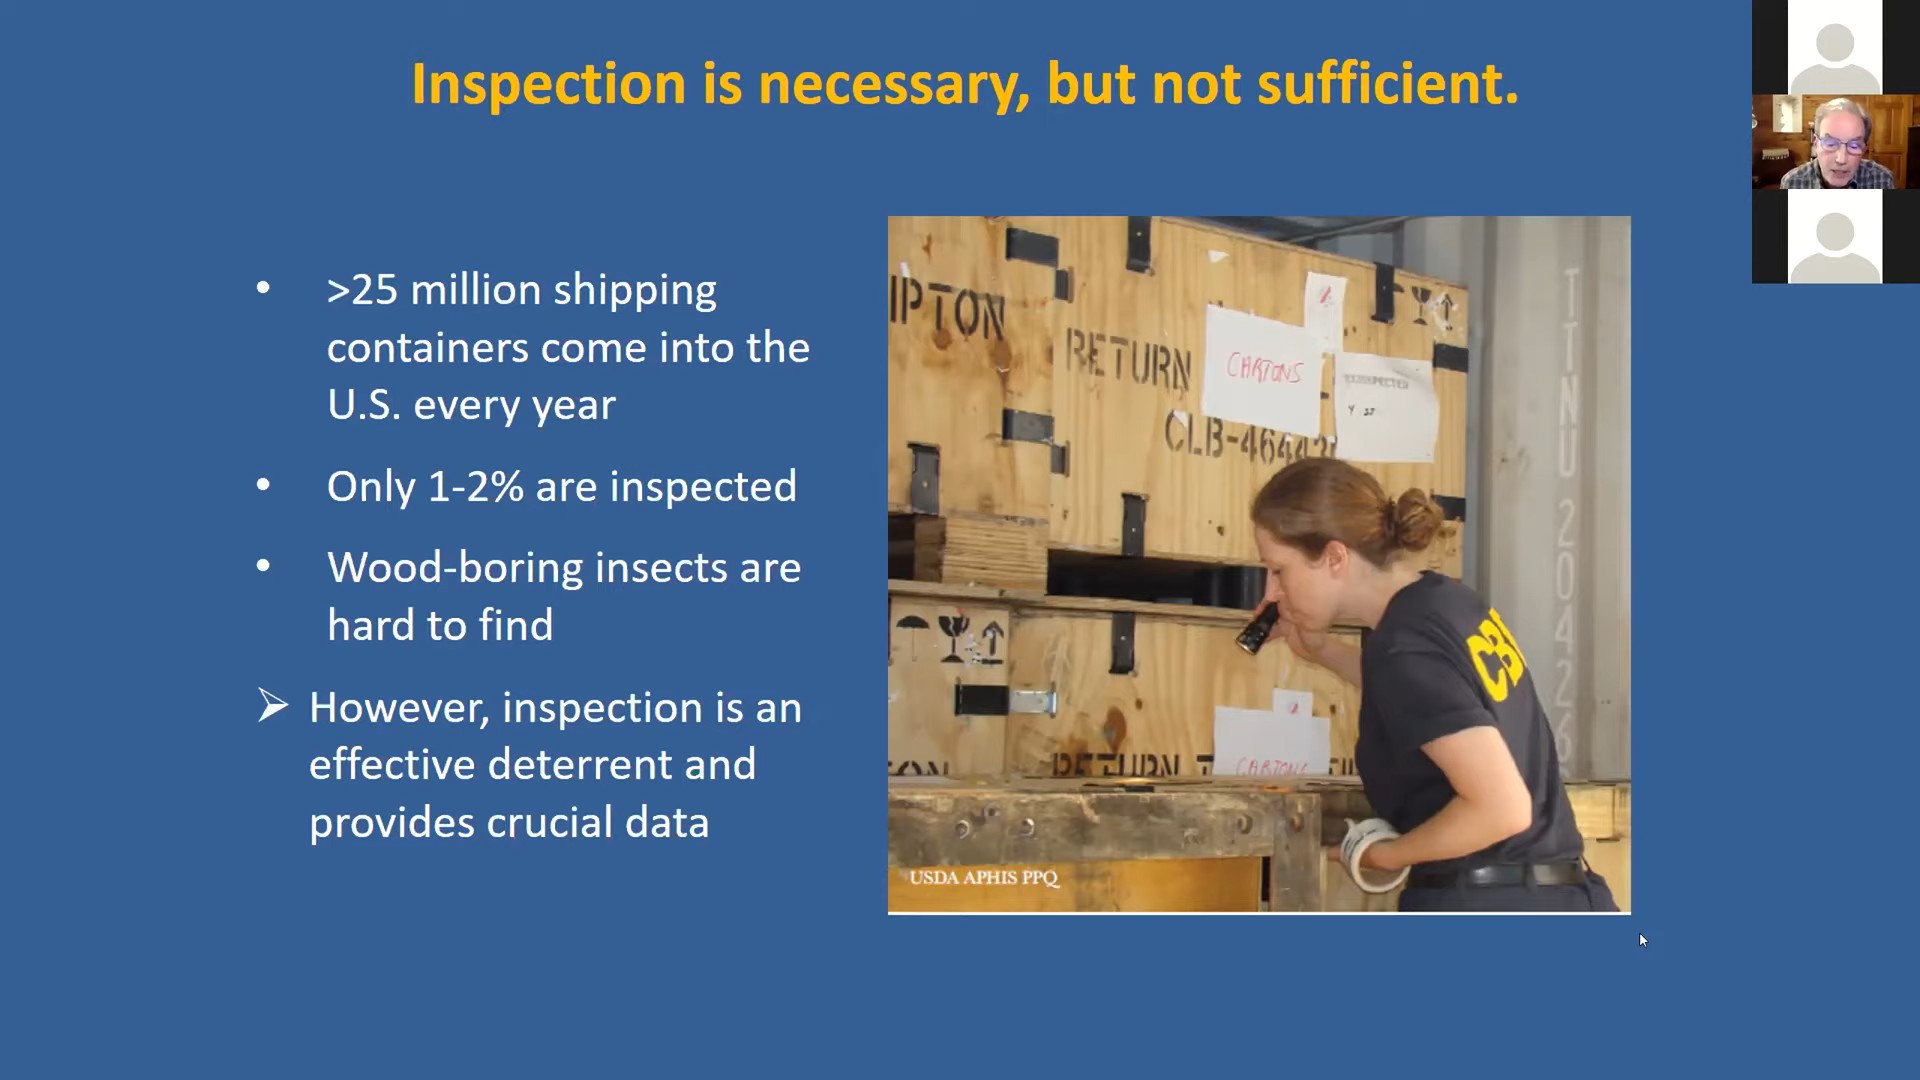 Inspection is necessary, but not sufficient.
• >25 million shipping
containers come into the
U.S. every year
• Only 1-2% are inspected
• Wood-boring insects are
hard to find
➢ However, inspection is an
effective deterrent and
provides crucial data
IPTON
RETURN
CARTONS
CLB-4644
CB
RETURN
CARTONS
USDA APHIS PPQ